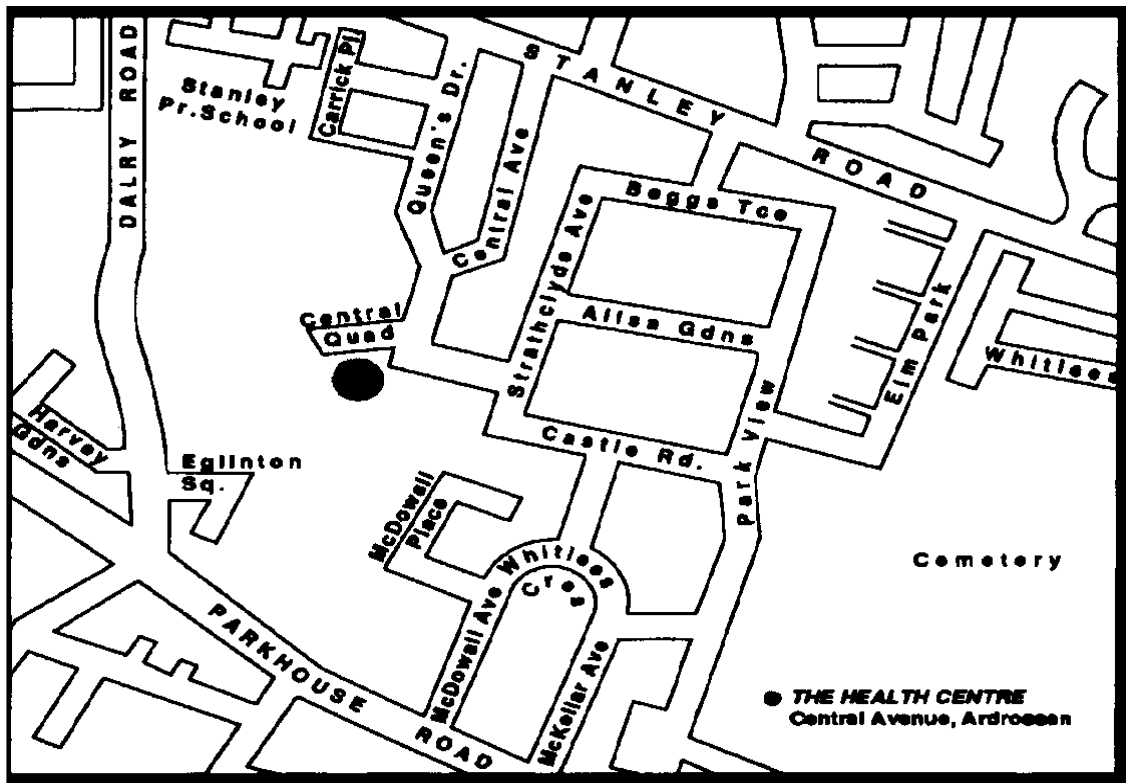 DALRY ROAD
Stanley
Pr.School
Carrick Pl
Queen's Dr.
Central Ave
STANLEY ROAD
Beggs Tce
Strathclyde Ave
Ailsa Gdns
Elm Park
Whitlees
Central
Quad
Castle Rd.
Park View
Harvey
Gdns
Eglinton
Sq.
McDowall
Place
Whitlees
Cres
McDowall Ave
McKellar Ave
Cemetery
PARKHOUSE ROAD
THE HEALTH CENTRE
Central Avenue, Ardrossan